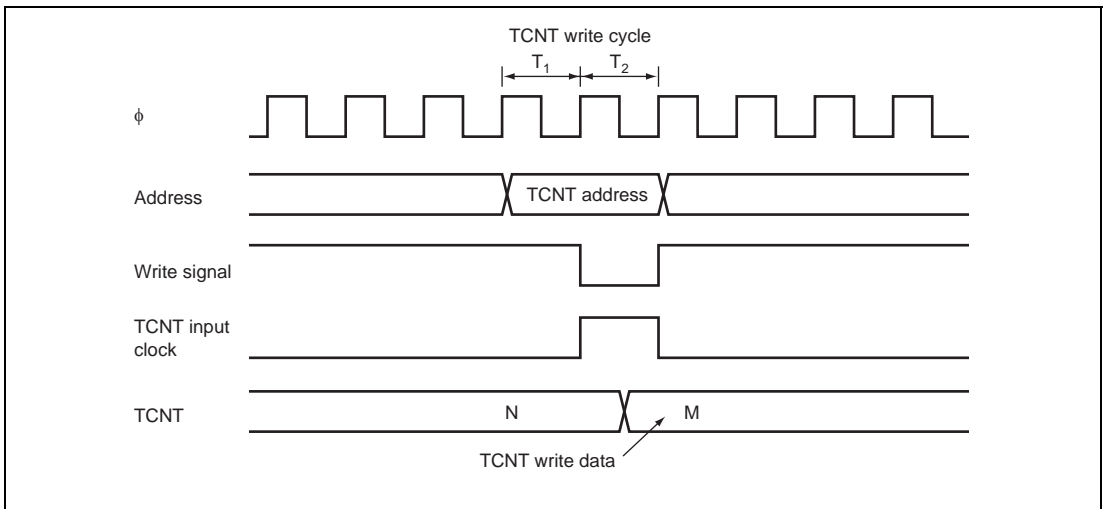 TCNT write cycle
T1 T2
φ
Address
TCNT address
Write signal
TCNT input
clock
TCNT
N
M
TCNT write data